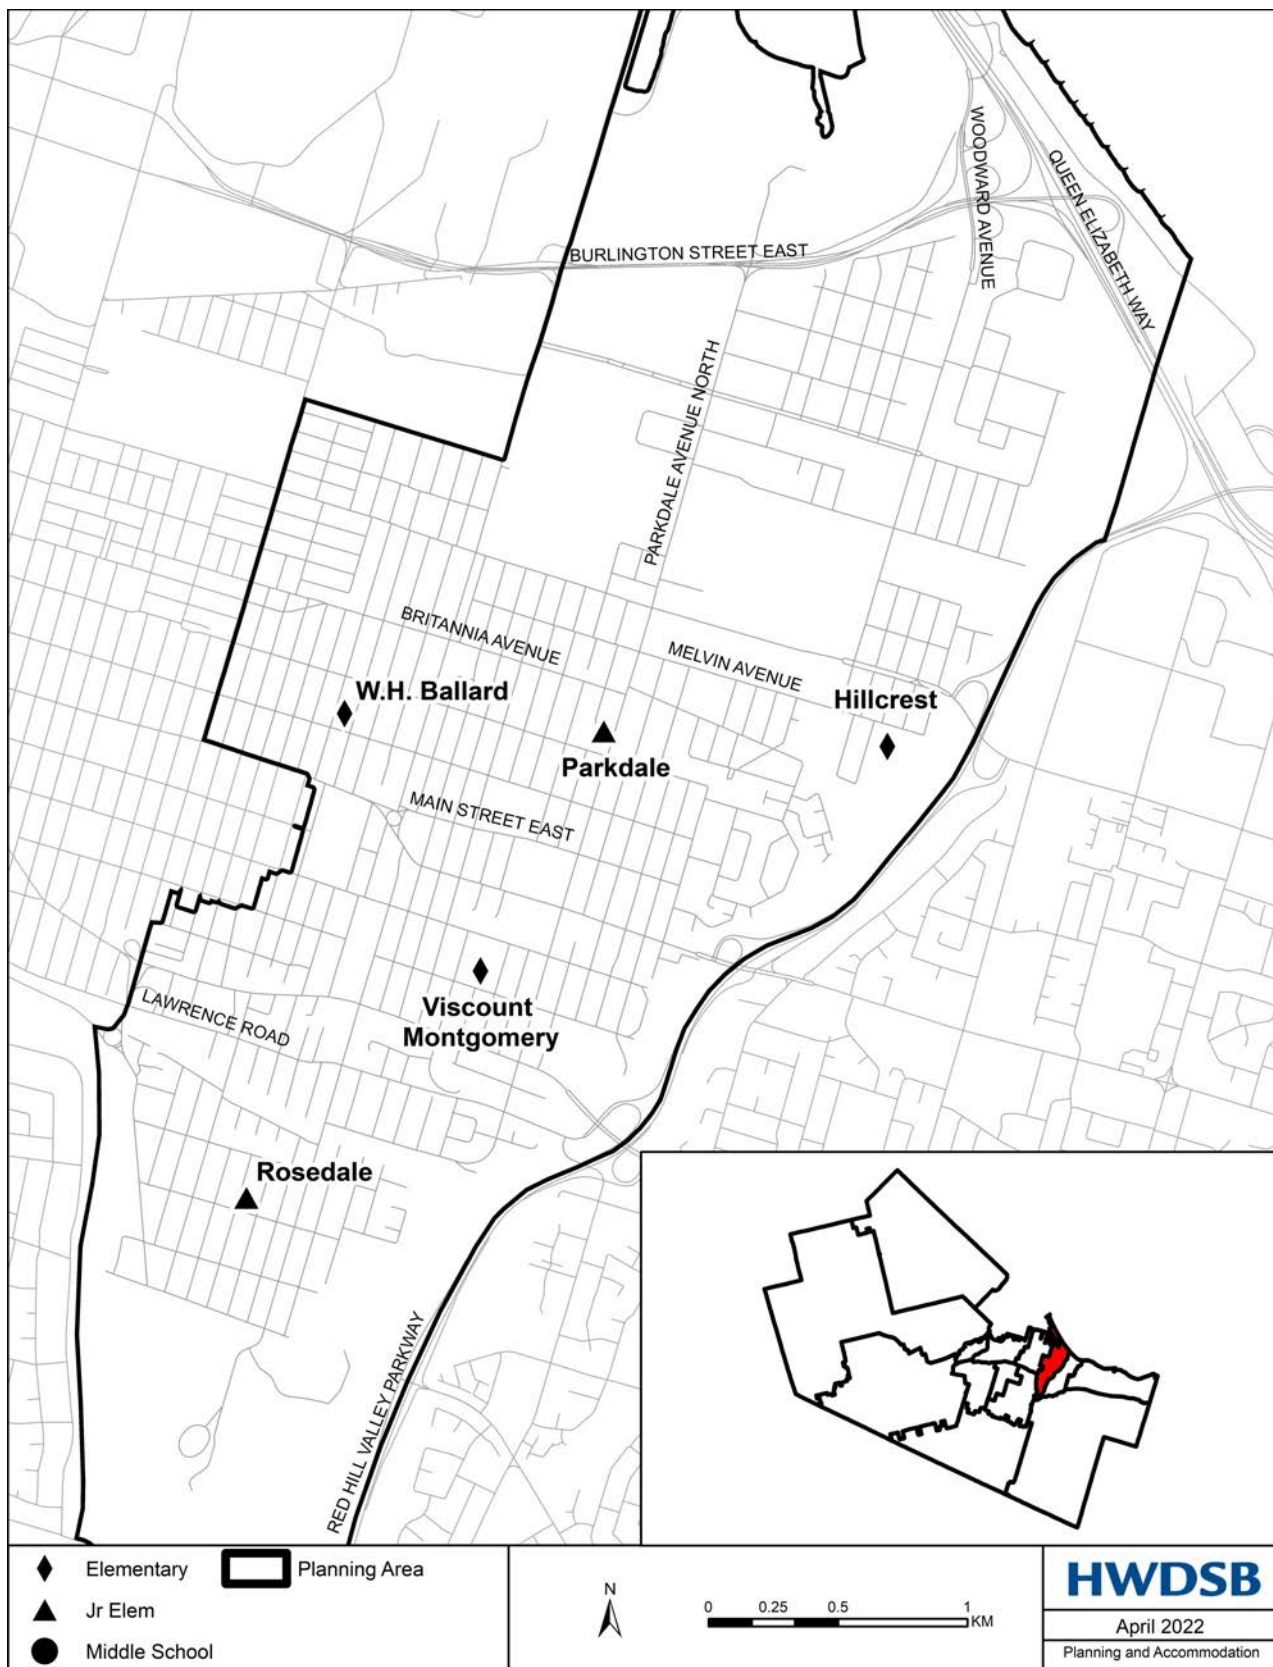 WOODWARD AVENUE
QUEEN ELIZABETH WAY
BURLINGTON STREET EAST
PARKDALE AVENUE NORTH
BRITANNIA AVENUE
MELVIN AVENUE
W.H. Ballard
Hillcrest
Parkdale
MAIN STREET EAST
Viscount
Montgomery
LAWRENCE ROAD
Rosedale
RED HILL VALLEY PARKWAY
Elementary
Planning Area
Jr Elem
Middle School
N
0 0.25 0.5 1
KM
HWDSB
April 2022
Planning and Accommodation